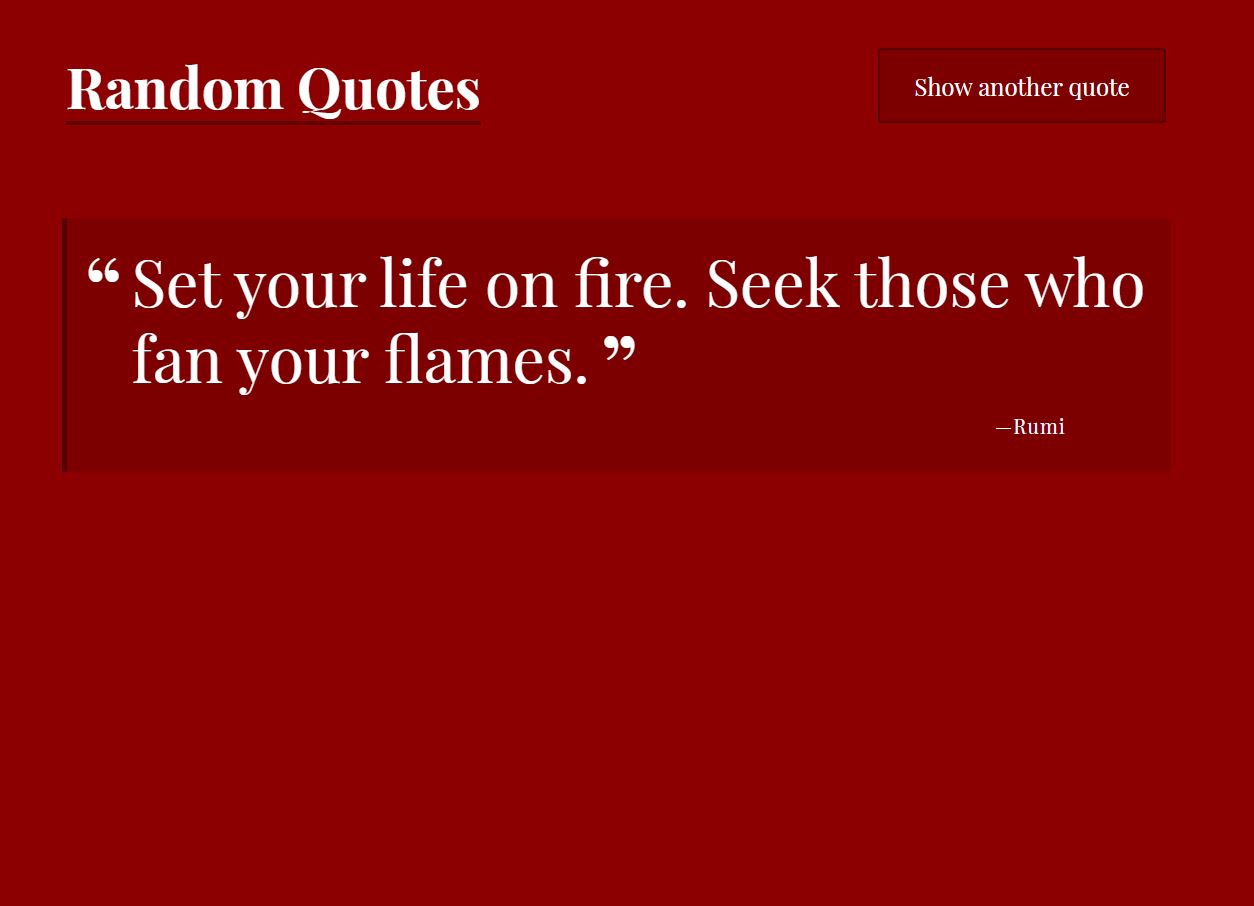 Random Quotes
Show another quote
“ Set your life on fire. Seek those who
fan your flames. ”
—Rumi